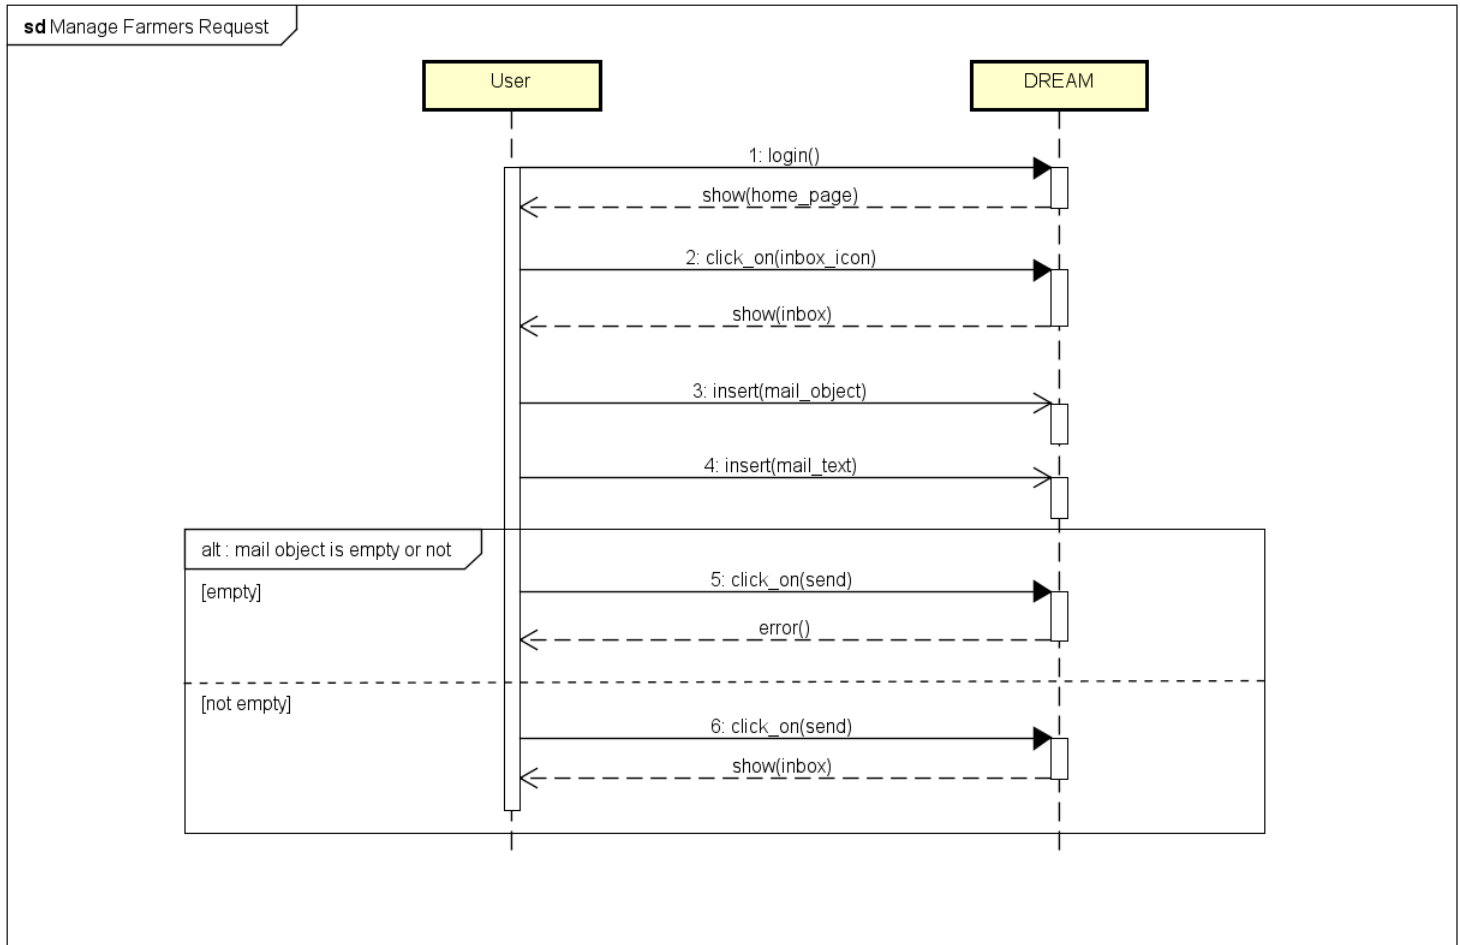 sd Manage Farmers Request
User
DREAM
1: login()
show(home_page)
2: click_on(inbox_icon)
show(inbox)
3: insert(mail_object)
4: insert(mail_text)
alt : mail object is empty or not
[empty]
5: click_on(send)
error()
[not empty]
6: click_on(send)
show(inbox)